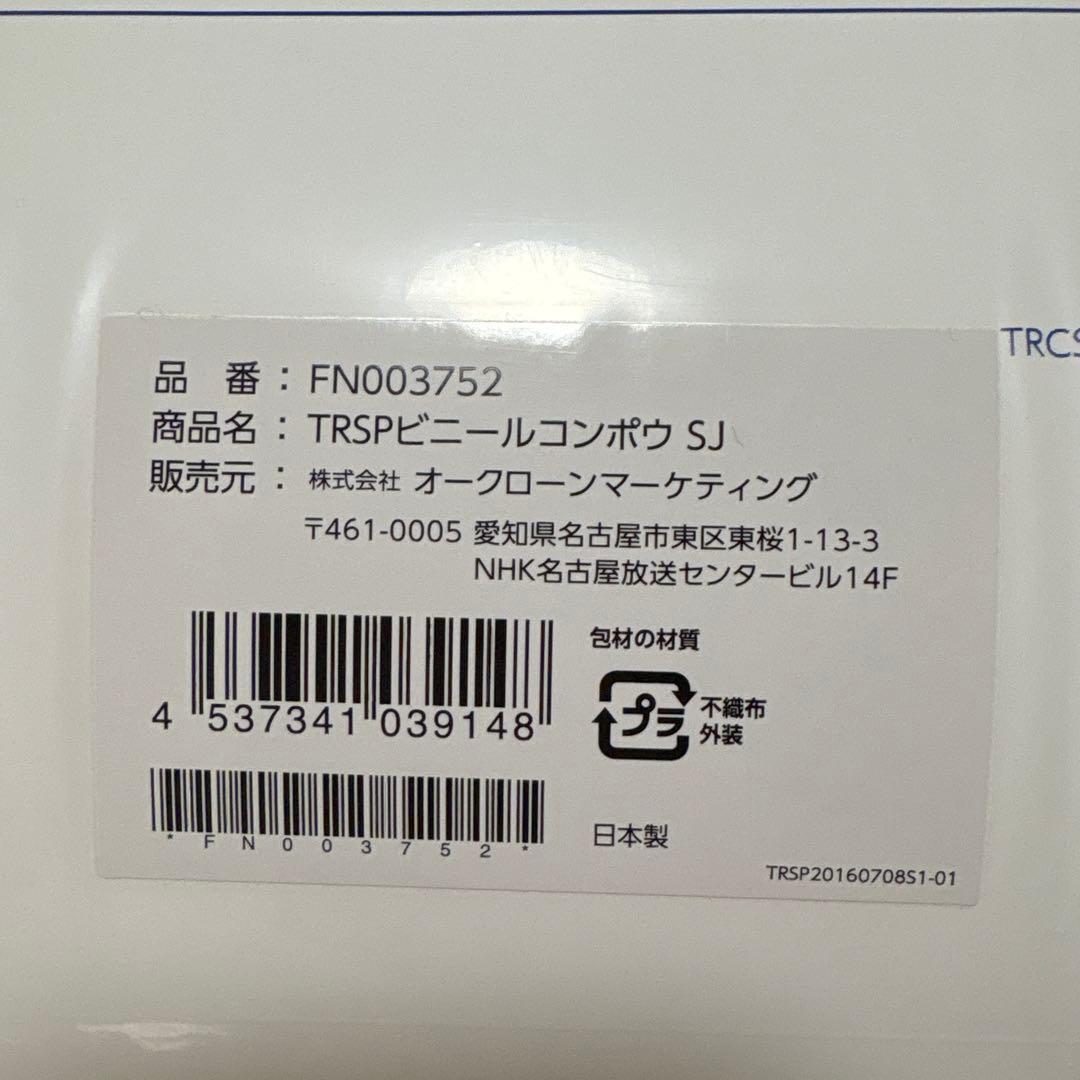 TRCS
品 番 : FN003752
商品名 : TRSPビニールコンポウ SJ
販売元 : 株式会社 オークローンマーケティング
〒461-0005 愛知県名古屋市東区東桜1-13-3
NHK名古屋放送センタービル14F
4 537341 039148
包材の材質
プラ 不織布
外装
*FN003752*
日本製
TRSP20160708S1-01